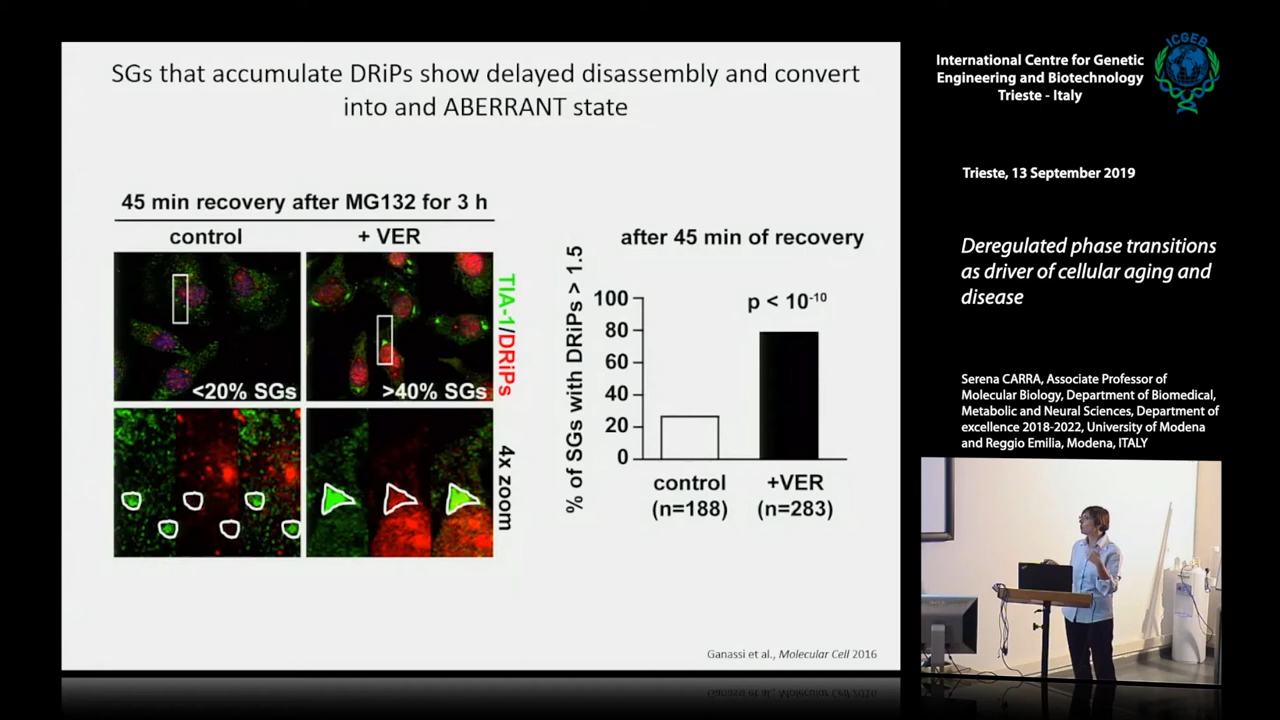 SGs that accumulate DRiPs show delayed disassembly and convert
into and ABERRANT state
45 min recovery after MG132 for 3 h
control
+ VER
<20% SGs
>40% SGs
TIA-1/DRiPs
4x zoom
after 45 min of recovery
% of SGs with DRiPs > 1.5
100
80
60
40
20
0
p < 10-10
control
(n=188)
+VER
(n=283)
Ganassi et al., Molecular Cell 2016
International Centre for Genetic
Engineering and Biotechnology
Trieste - Italy
ICGEB
Trieste, 13 September 2019
Deregulated phase transitions
as driver of cellular aging and
disease
Serena CARRA, Associate Professor of
Molecular Biology, Department of Biomedical,
Metabolic and Neural Sciences, Department of
excellence 2018-2022, University of Modena
and Reggio Emilia, Modena, ITALY